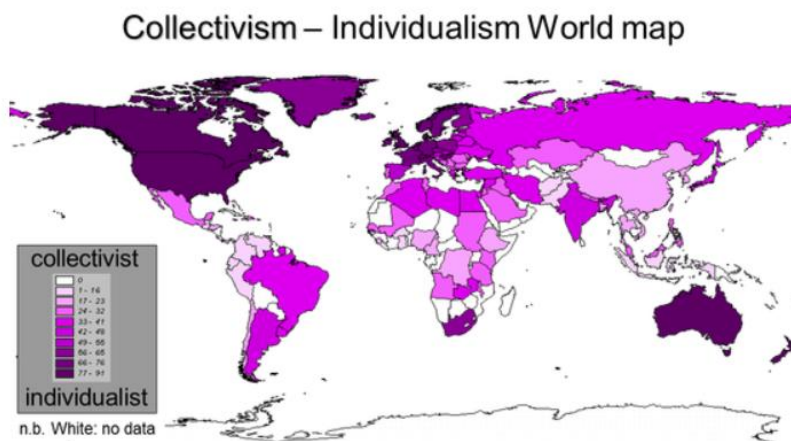 Collectivism – Individualism World map
collectivist
0
1 - 16
17 - 23
24 - 32
33 - 41
42 - 48
49 - 55
56 - 65
66 - 76
77 - 91
individualist
n.b. White: no data